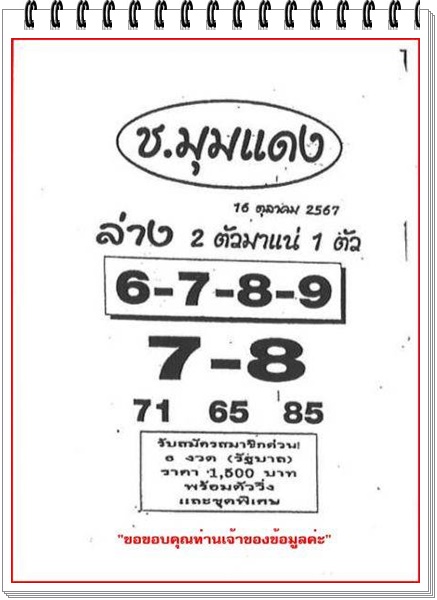 ช.มุมแดง
16 ตุลาคม 2567
ล่าง 2 ตัวมาแน่ 1 ตัว
6-7-8-9
7-8
71 65 85
รับสมัครสมาชิกด่วน!
งวด (รัฐบาล)
ราคา 1,500 บาท
พร้อมตัววิ่ง
และชุดพิเศษ
"ขอขอบคุณท่านเจ้าของข้อมูลค่ะ"